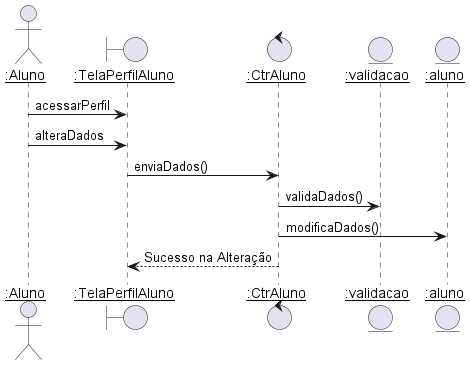 :Aluno :TelaPerfilAluno :CtrAluno :validacao :aluno
acessarPerfil
alteraDados
enviaDados()
validaDados()
modificaDados()
Sucesso na Alteração
:Aluno :TelaPerfilAluno :CtrAluno :validacao :aluno